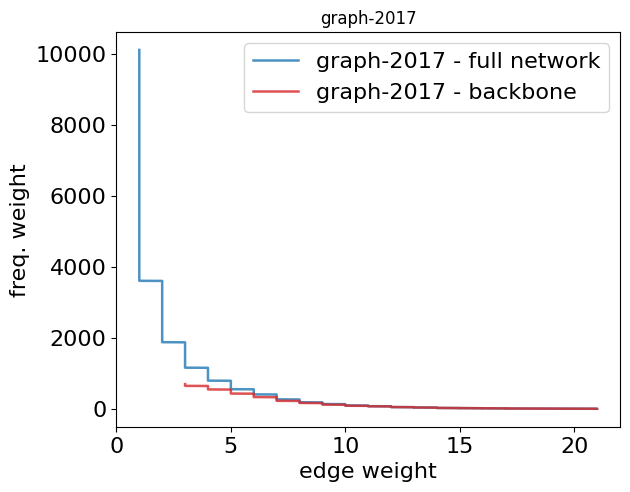 graph-2017
graph-2017 - full network
graph-2017 - backbone
freq. weight
10000
8000
6000
4000
2000
0
0 5 10 15 20
edge weight